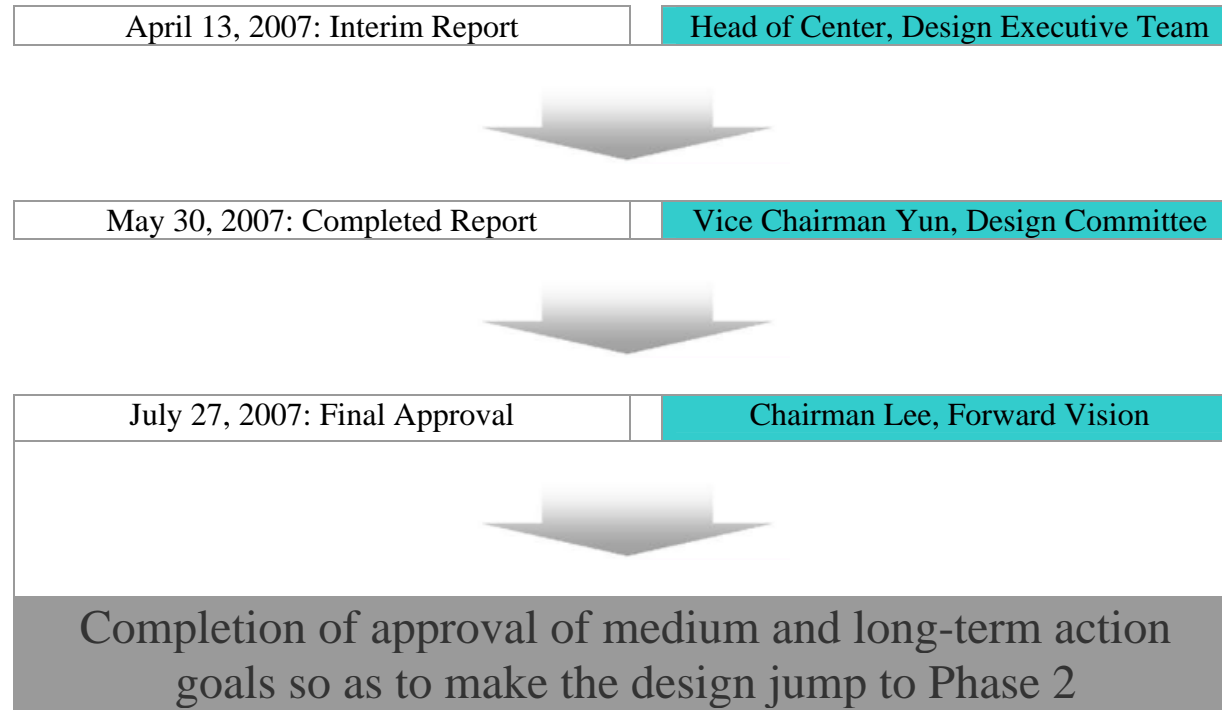 April 13, 2007: Interim Report
Head of Center, Design Executive Team
May 30, 2007: Completed Report
Vice Chairman Yun, Design Committee
July 27, 2007: Final Approval
Chairman Lee, Forward Vision
Completion of approval of medium and long-term action
goals so as to make the design jump to Phase 2